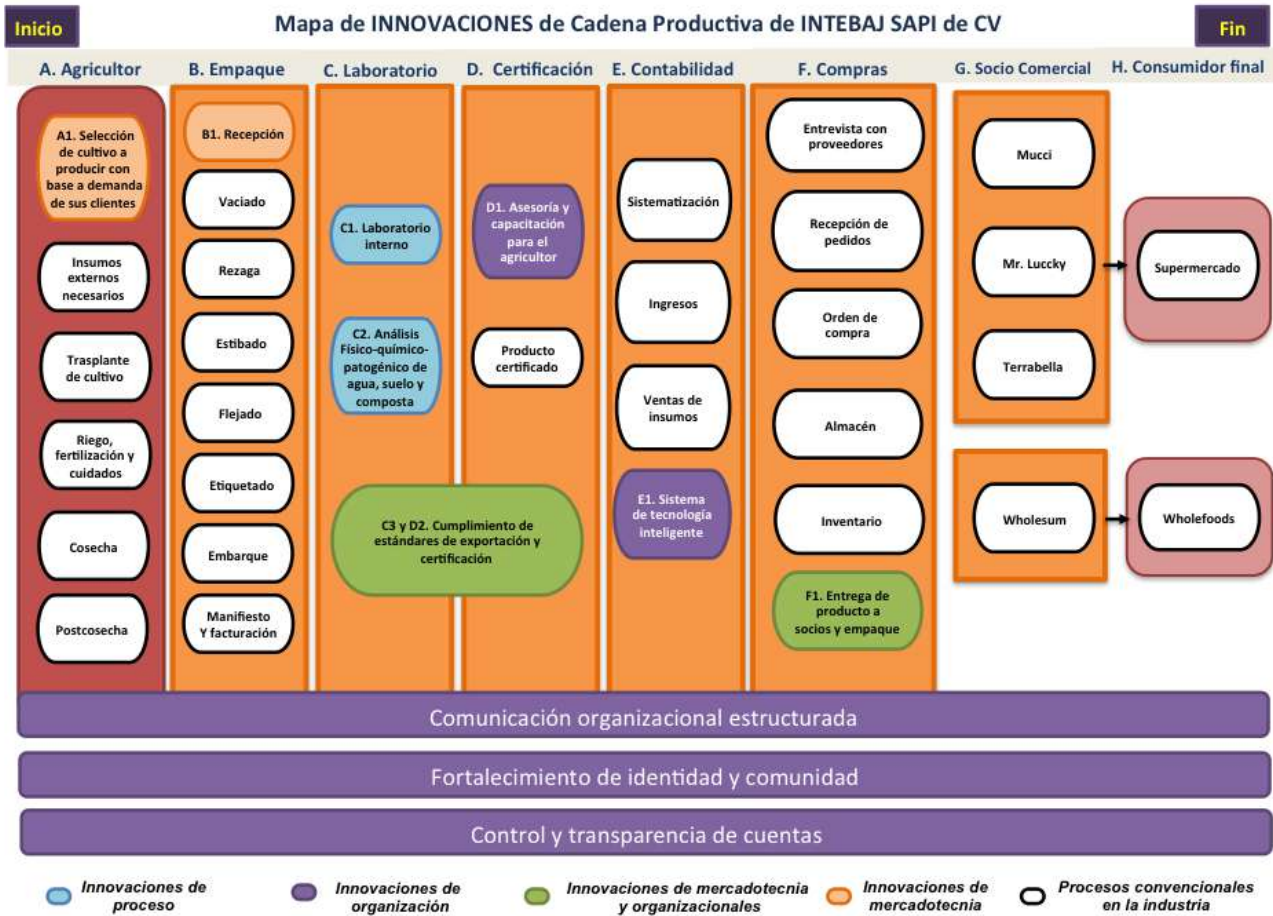 Inicio
Mapa de INNOVACIONES de Cadena Productiva de INTEBAJ SAPI de CV
Fin
A. Agricultor
B. Empaque
C. Laboratorio
D. Certificación
E. Contabilidad
F. Compras
G. Socio Comercial
H. Consumidor final
A1. Selección
de cultivo a
producir con
base a demanda
de sus clientes
Insumos
externos
necesarios
Trasplante
de cultivo
Riego,
fertilización y
cuidados
Cosecha
Postcosecha
B1. Recepción
Vaciado
Rezaga
Estibado
Flejado
Etiquetado
Embarque
Manifiesto
Y facturación
C1. Laboratorio
interno
C2. Análisis
Físico-químico-
patogénico de
agua, suelo y
composta
C3 y D2. Cumplimiento de
estándares de exportación y
certificación
D1. Asesoría y
capacitación
para el
agricultor
Producto
certificado
Sistematización
Ingresos
Ventas de
insumos
E1. Sistema
de tecnología
inteligente
Entrevista con
proveedores
Recepción de
pedidos
Orden de
compra
Almacén
Inventario
F1. Entrega de
producto a
socios y empaque
Mucci
Mr. Luccky
Terrabella
Wholesum
Supermercado
Wholefoods
Comunicación organizacional estructurada
Fortalecimiento de identidad y comunidad
Control y transparencia de cuentas
Innovaciones de
proceso
Innovaciones de
organización
Innovaciones de mercadotecnia
y organizacionales
Innovaciones de
mercadotecnia
Procesos convencionales
en la industria